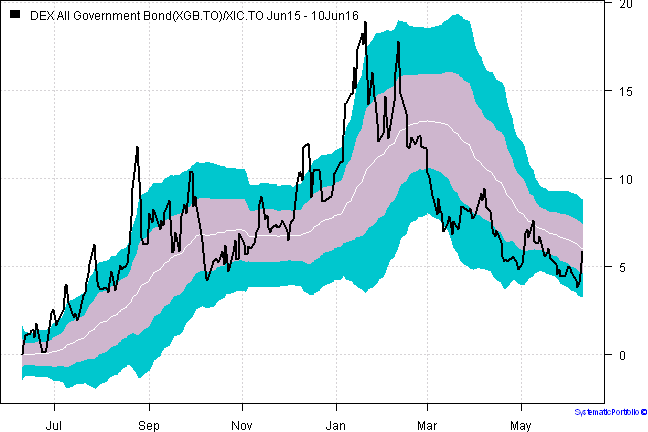 DEX All Government Bond(XGB.TO)/XIC.TO Jun15 - 10Jun16
20
15
10
5
0
Jul Sep Nov Jan Mar May
SystematicPortfolio ©